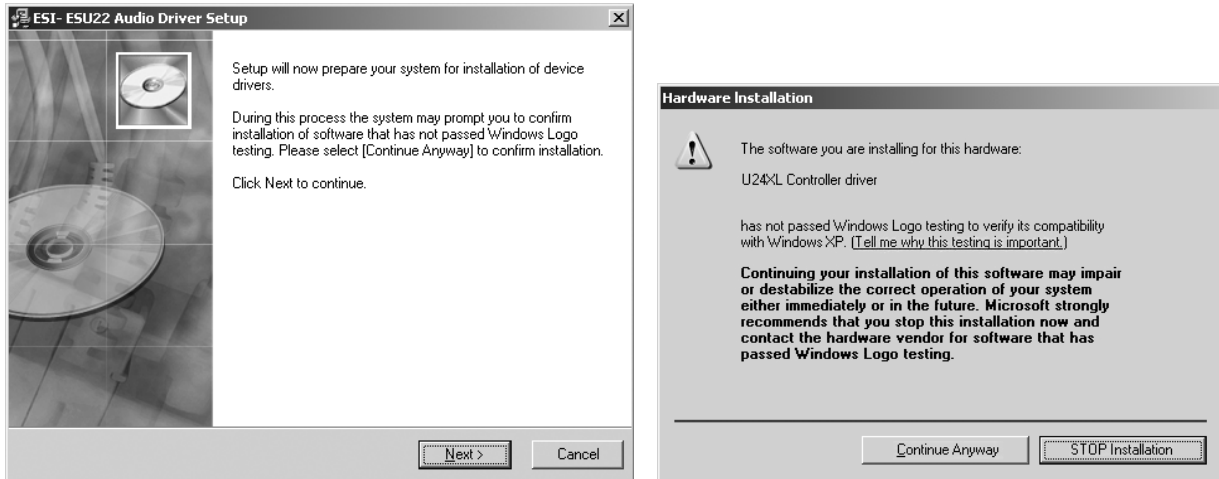 ESI- ESU22 Audio Driver Setup
Setup will now prepare your system for installation of device
drivers.
During this process the system may prompt you to confirm
installation of software that has not passed Windows Logo
testing. Please select [Continue Anyway] to confirm installation.
Click Next to continue.
Next >
Cancel
Hardware Installation
The software you are installing for this hardware:
U24XL Controller driver
has not passed Windows Logo testing to verify its compatibility
with Windows XP. (Tell me why this testing is important.)
Continuing your installation of this software may impair
or destabilize the correct operation of your system
either immediately or in the future. Microsoft strongly
recommends that you stop this installation now and
contact the hardware vendor for software that has
passed Windows Logo testing.
Continue Anyway
STOP Installation